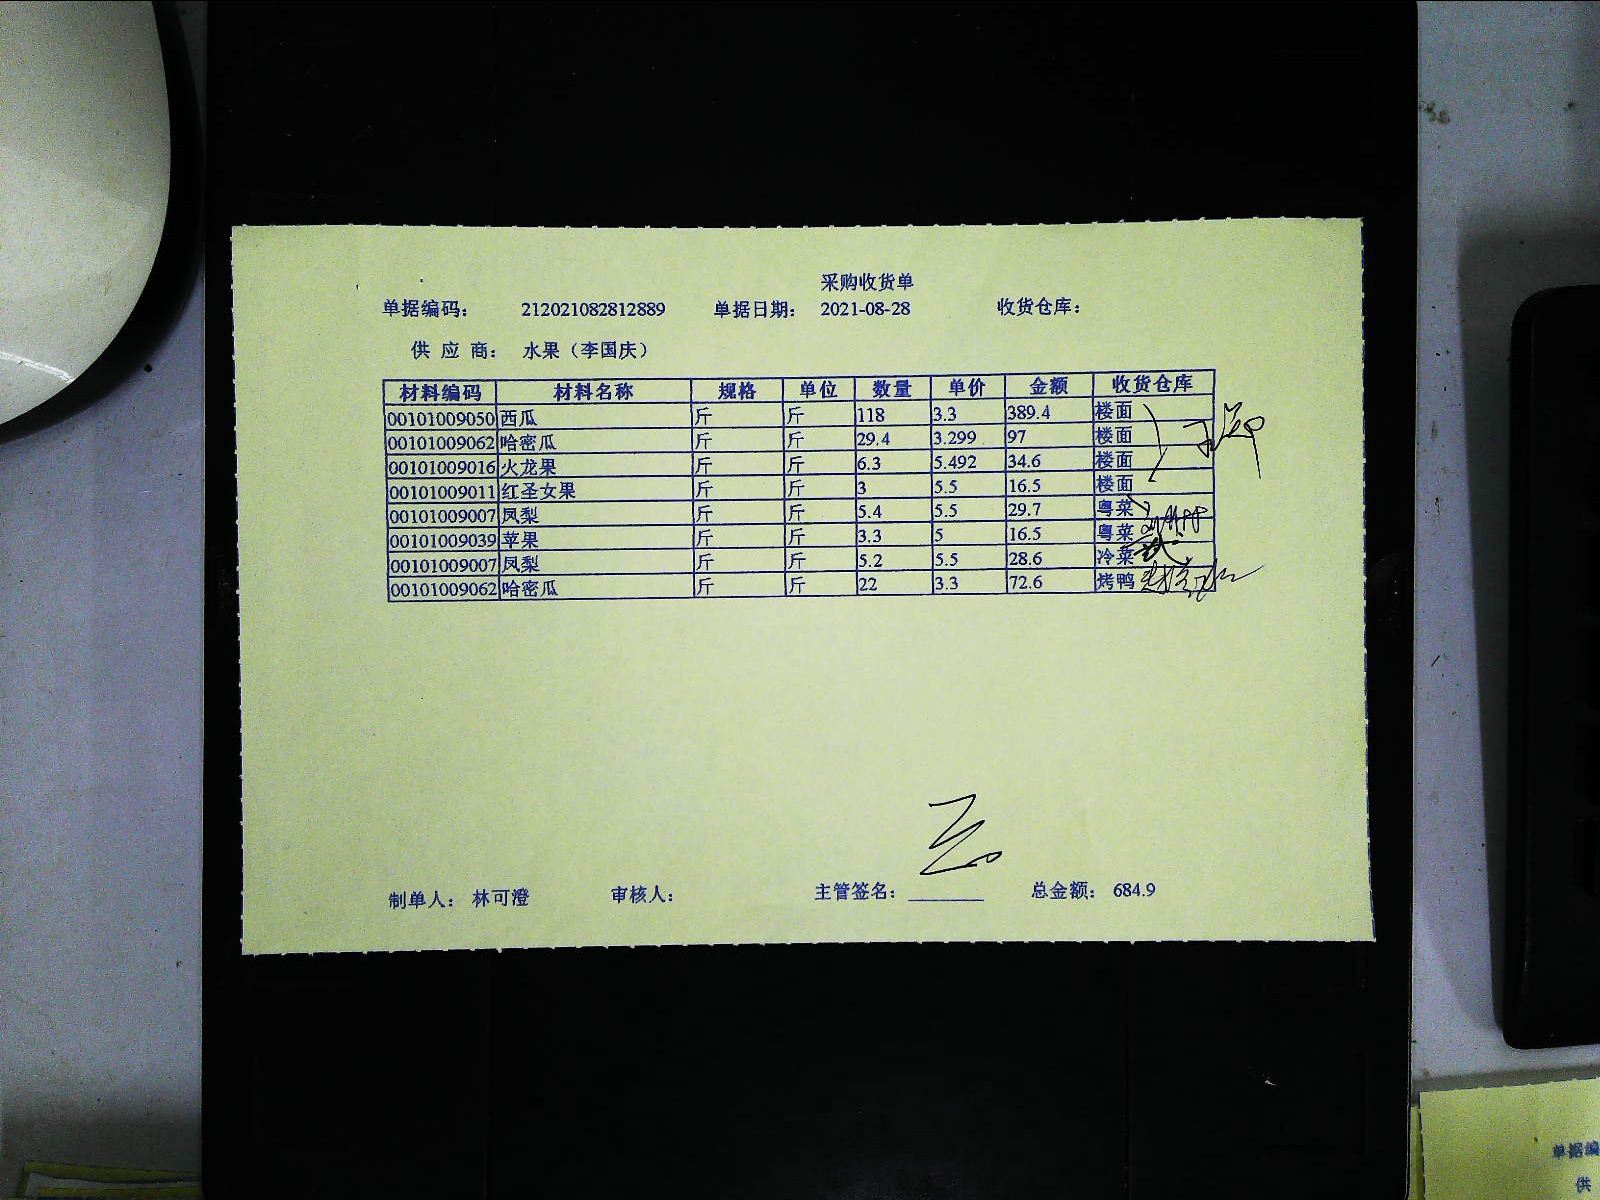 采购收货单
单据编码： 212021082812889 单据日期： 2021-08-28 收货仓库：
供 应 商： 水果（李国庆）
材料编码 材料名称 规格 单位 数量 单价 金额 收货仓库
00101009050 西瓜 斤 斤 118 3.3 389.4 楼面
00101009062 哈密瓜 斤 斤 29.4 3.299 97 楼面
00101009016 火龙果 斤 斤 6.3 5.492 34.6 楼面
00101009011 红圣女果 斤 斤 3 5.5 16.5 楼面
00101009007 凤梨 斤 斤 5.4 5.5 29.7 粤菜
00101009039 苹果 斤 斤 3.3 5 16.5 粤菜
00101009007 凤梨 斤 斤 5.2 5.5 28.6 冷菜
00101009062 哈密瓜 斤 斤 22 3.3 72.6 烤鸭
制单人： 林可澄 审核人： 主管签名： 总金额： 684.9
单据编
供